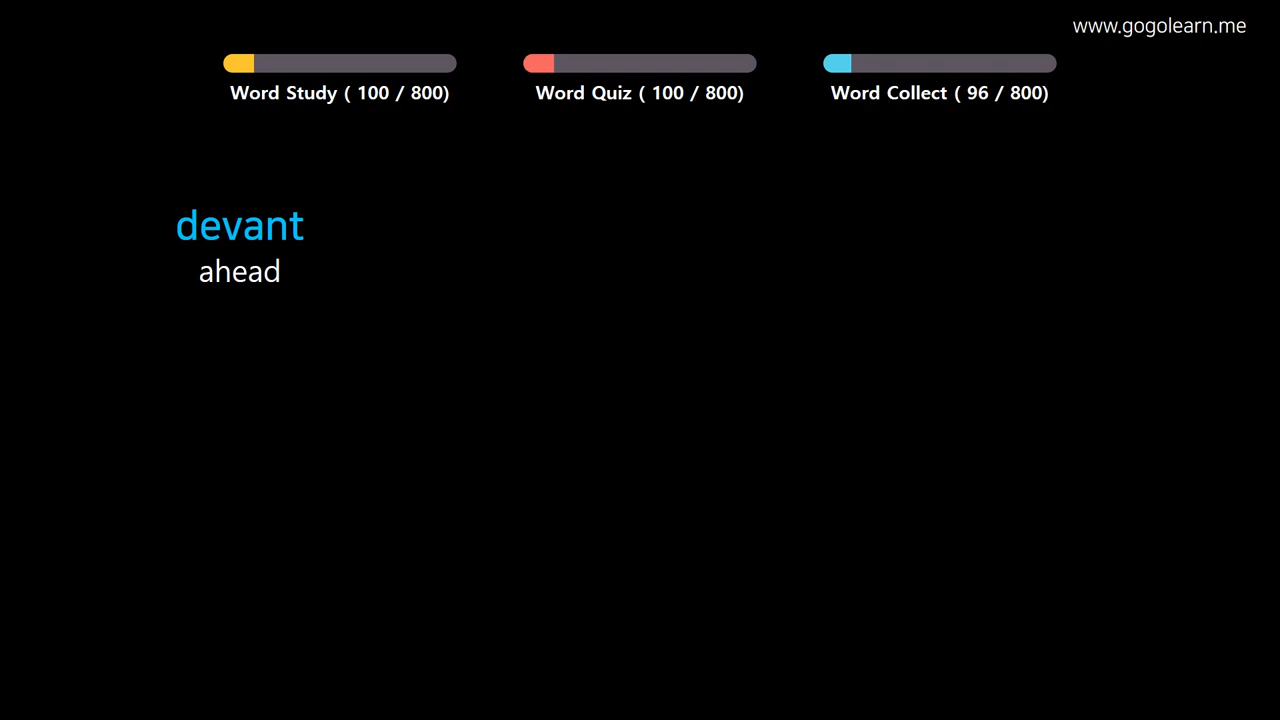 www.gogolearn.me
Word Study ( 100 / 800)
Word Quiz ( 100 / 800)
Word Collect ( 96 / 800)
devant
ahead